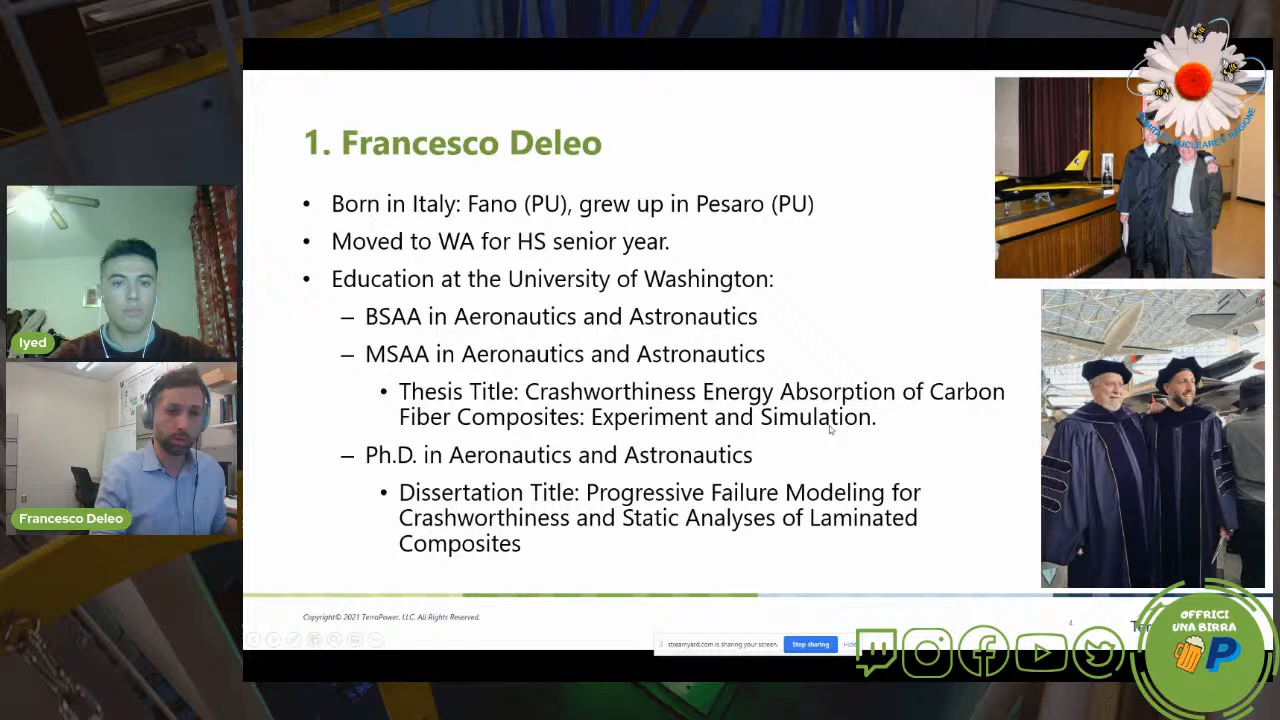 1. Francesco Deleo
• Born in Italy: Fano (PU), grew up in Pesaro (PU)
• Moved to WA for HS senior year.
• Education at the University of Washington:
– BSAA in Aeronautics and Astronautics
– MSAA in Aeronautics and Astronautics
• Thesis Title: Crashworthiness Energy Absorption of Carbon
Fiber Composites: Experiment and Simulation.
– Ph.D. in Aeronautics and Astronautics
• Dissertation Title: Progressive Failure Modeling for
Crashworthiness and Static Analyses of Laminated
Composites
Iyed
Francesco Deleo
Copyright© 2021 TerraPower, LLC. All Rights Reserved.
4
streamyard.com is sharing your screen.
Stop sharing
NUCLEARE E RAGIONE
OFFRICI
UNA BIRRA